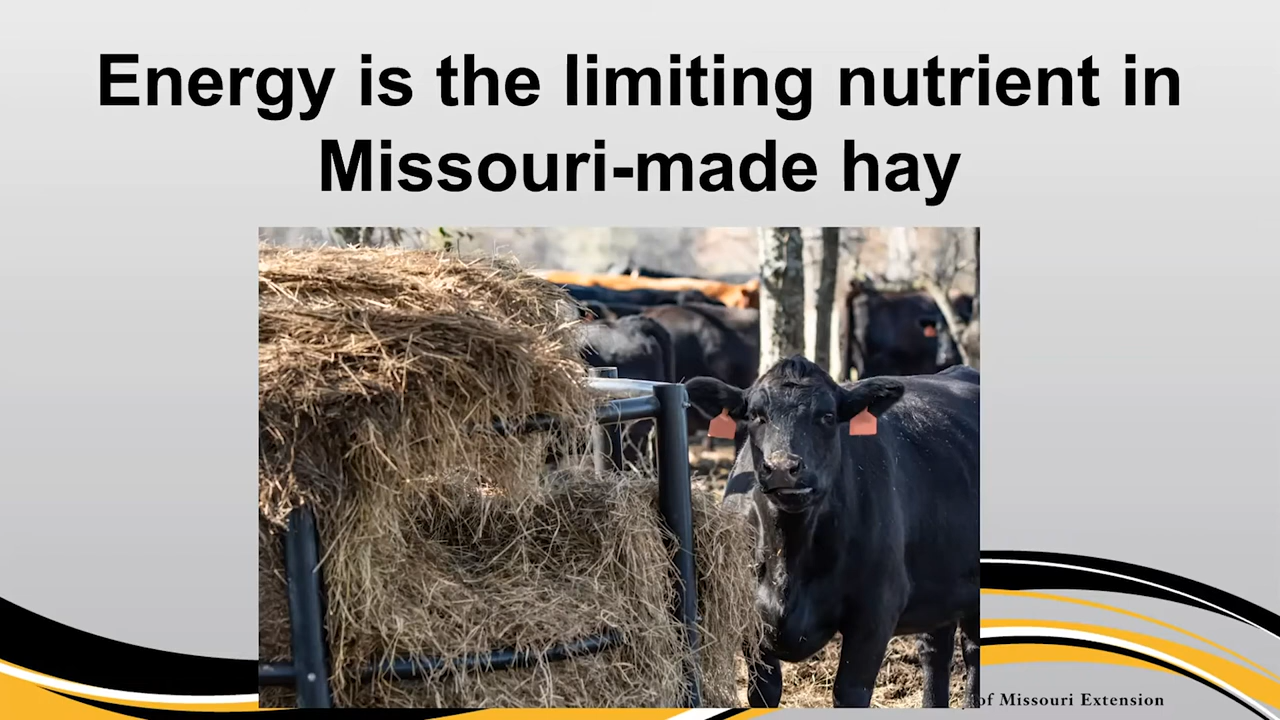 Energy is the limiting nutrient in
Missouri-made hay
of Missouri Extension